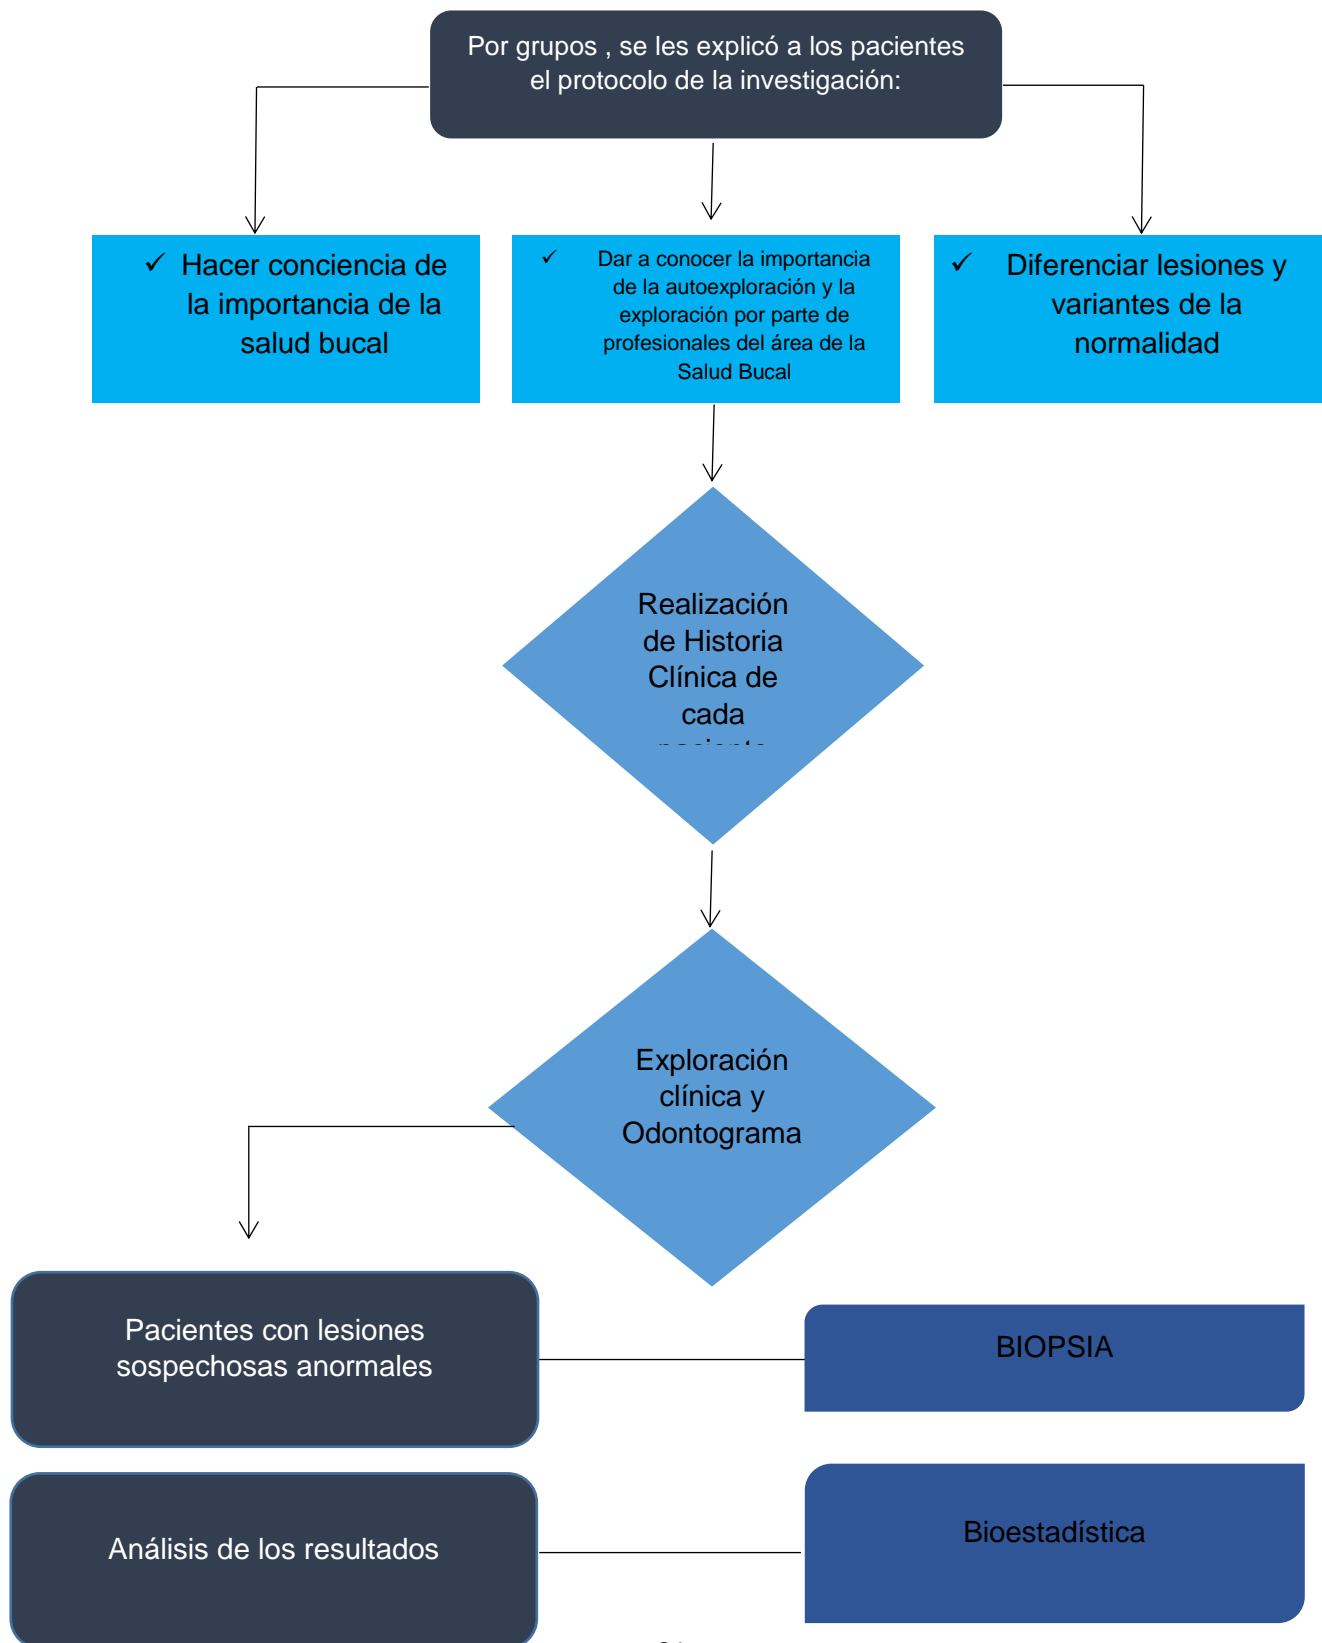 Por grupos , se les explicó a los pacientes
el protocolo de la investigación:
✓ Hacer conciencia de
la importancia de la
salud bucal
✓ Dar a conocer la importancia
de la autoexploración y la
exploración por parte de
profesionales del área de la
Salud Bucal
✓ Diferenciar lesiones y
variantes de la
normalidad
Realización
de Historia
Clínica de
cada
Exploración
clínica y
Odontograma
Pacientes con lesiones
sospechosas anormales
BIOPSIA
Análisis de los resultados
Bioestadística